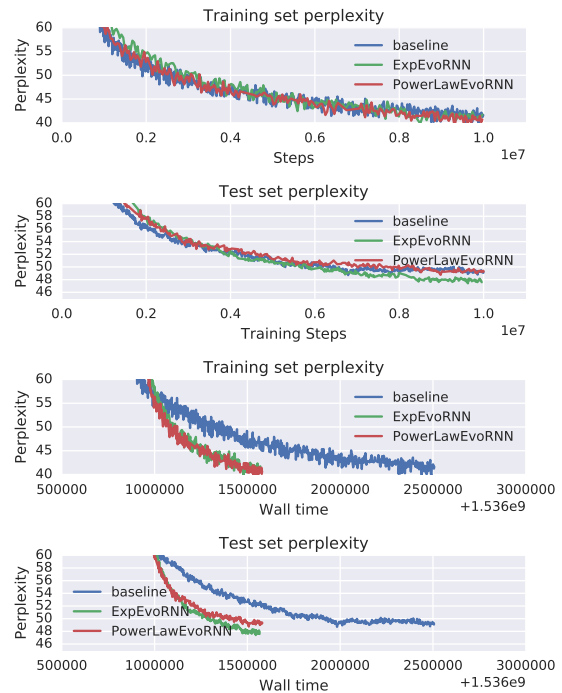 Training set perplexity
Perplexity
60
55
50
45
40
baseline
ExpEvoRNN
PowerLawEvoRNN
0.0 0.2 0.4 0.6 0.8 1.0
1e7
Steps
Test set perplexity
Perplexity
60
58
56
54
52
50
48
46
baseline
ExpEvoRNN
PowerLawEvoRNN
0.0 0.2 0.4 0.6 0.8 1.0
1e7
Training Steps
Training set perplexity
Perplexity
60
55
50
45
40
baseline
ExpEvoRNN
PowerLawEvoRNN
500000 1000000 1500000 2000000 2500000 3000000
+1.536e9
Wall time
Test set perplexity
Perplexity
60
58
56
54
52
50
48
46
baseline
ExpEvoRNN
PowerLawEvoRNN
500000 1000000 1500000 2000000 2500000 3000000
+1.536e9
Wall time